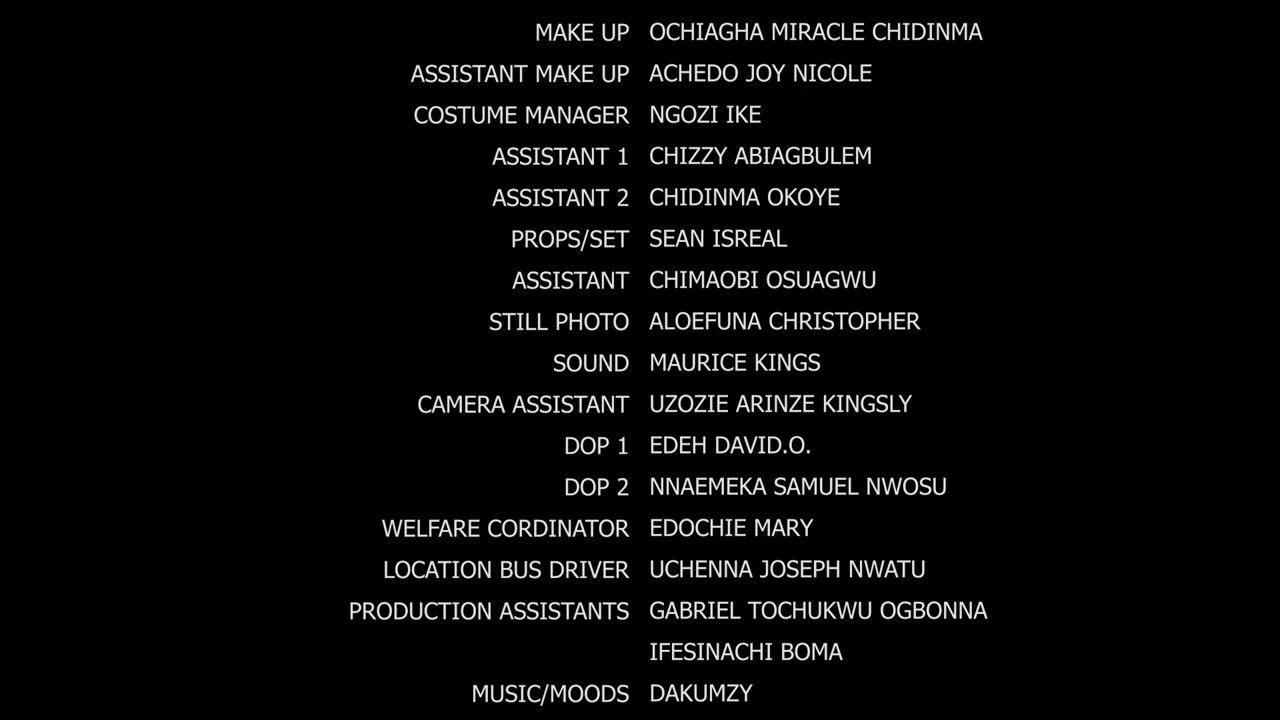 MAKE UP OCHIAGHA MIRACLE CHIDINMA
ASSISTANT MAKE UP ACHEDO JOY NICOLE
COSTUME MANAGER NGOZI IKE
ASSISTANT 1 CHIZZY ABIAGBULEM
ASSISTANT 2 CHIDINMA OKOYE
PROPS/SET SEAN ISREAL
ASSISTANT CHIMAOBI OSUAGWU
STILL PHOTO ALOEFUNA CHRISTOPHER
SOUND MAURICE KINGS
CAMERA ASSISTANT UZOZIE ARINZE KINGSLY
DOP 1 EDEH DAVID.O.
DOP 2 NNAEMEKA SAMUEL NWOSU
WELFARE CORDINATOR EDOCHIE MARY
LOCATION BUS DRIVER UCHENNA JOSEPH NWATU
PRODUCTION ASSISTANTS GABRIEL TOCHUKWU OGBONNA
IFESINACHI BOMA
MUSIC/MOODS DAKUMZY